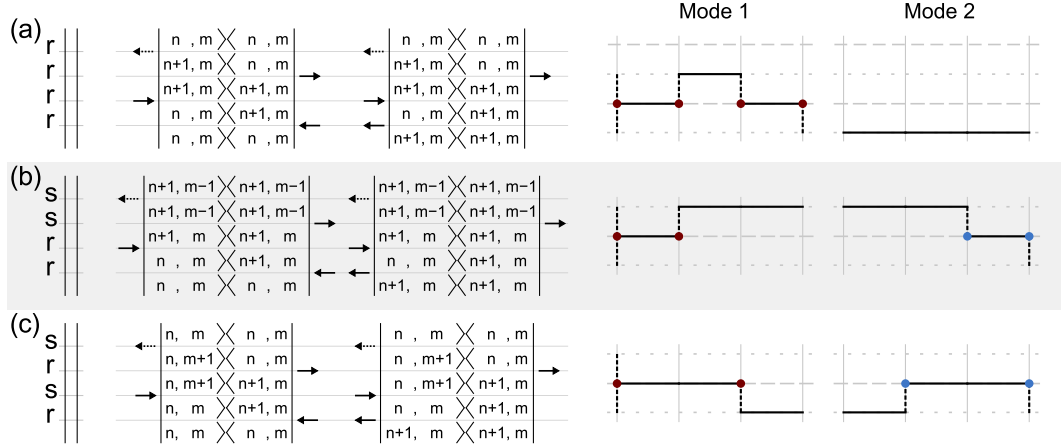 Mode 1 Mode 2
(a)
r n , m n , m n , m n , m
r n+1, m n , m n+1, m n , m
r n+1, m n+1, m n+1, m n , m
r n , m n+1, m n , m n+1, m
n , m n , m n+1, m n+1, m
(b)
s n+1, m−1 n+1, m−1 n+1, m−1 n+1, m−1
s n+1, m−1 n+1, m−1 n+1, m−1 n+1, m−1
r n+1, m n+1, m n+1, m n+1, m
r n , m n+1, m n , m n+1, m
n , m n , m n+1, m n+1, m
(c)
s n, m n , m n , m n , m
r n, m+1 n , m n , m+1 n , m
s n, m+1 n+1, m n , m+1 n+1, m
r n, m n+1, m n , m n+1, m
n, m n , m n+1, m n+1, m